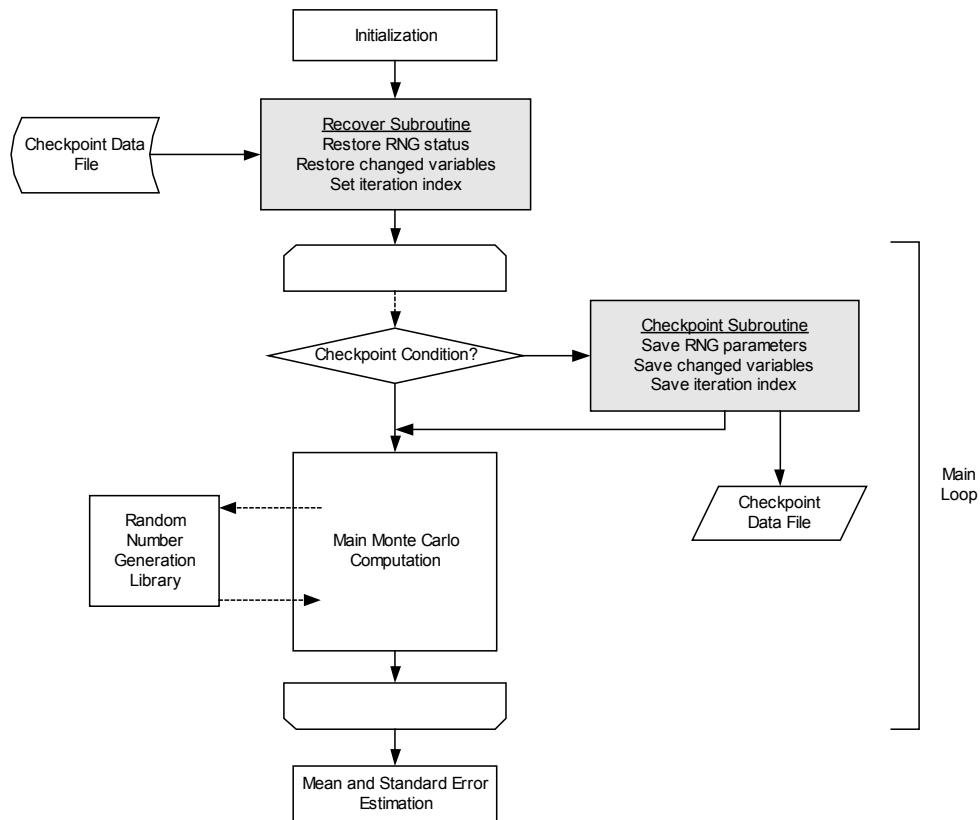 Initialization
Recover Subroutine
Restore RNG status
Restore changed variables
Set iteration index
Checkpoint Data
File
Checkpoint Condition?
Checkpoint Subroutine
Save RNG parameters
Save changed variables
Save iteration index
Checkpoint
Data File
Main
Loop
Random
Number
Generation
Library
Main Monte Carlo
Computation
Mean and Standard Error
Estimation